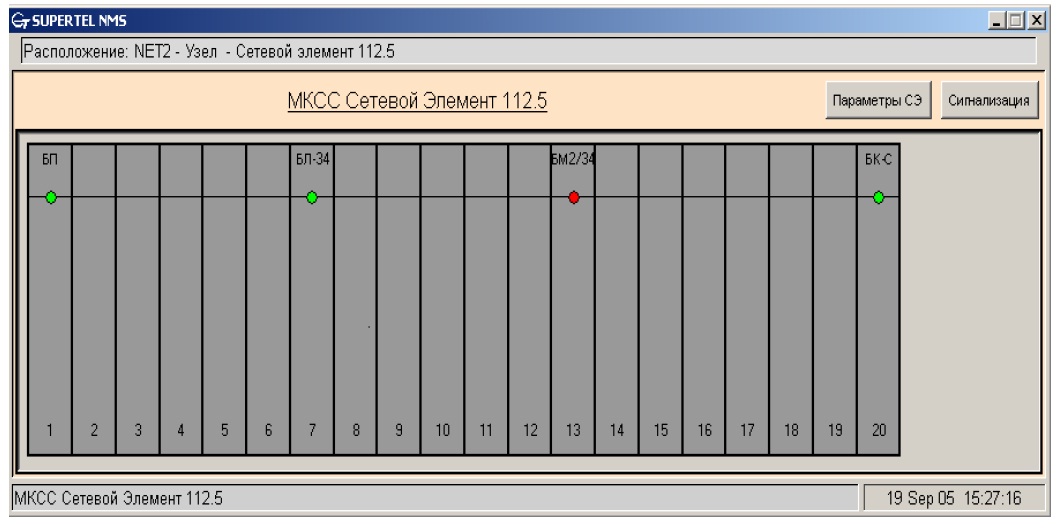 SUPERTEL NMS
Расположение: NET2 - Узел - Сетевой элемент 112.5
МКСС Сетевой Элемент 112.5
Параметры СЭ
Сигнализация
БП БЛ-34 БМ2/34 БК-С
1 2 3 4 5 6 7 8 9 10 11 12 13 14 15 16 17 18 19 20
МКСС Сетевой Элемент 112.5
19 Sep 05 15:27:16